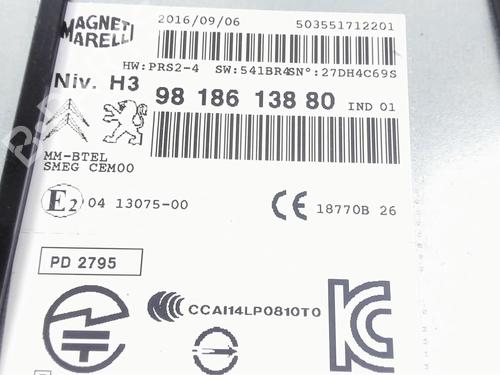 MAGNETI MARELLI
2016/09/06 503551712201
HW:PRS2-4 SW:541BR4SN°:27DH4C69S
Niv. H3 98 186 138 80 IND 01
MM-BTEL
SMEG CEM00
E2 04 13075-00 CE 18770B 26
PD 2795
CCAI14LP0810T0